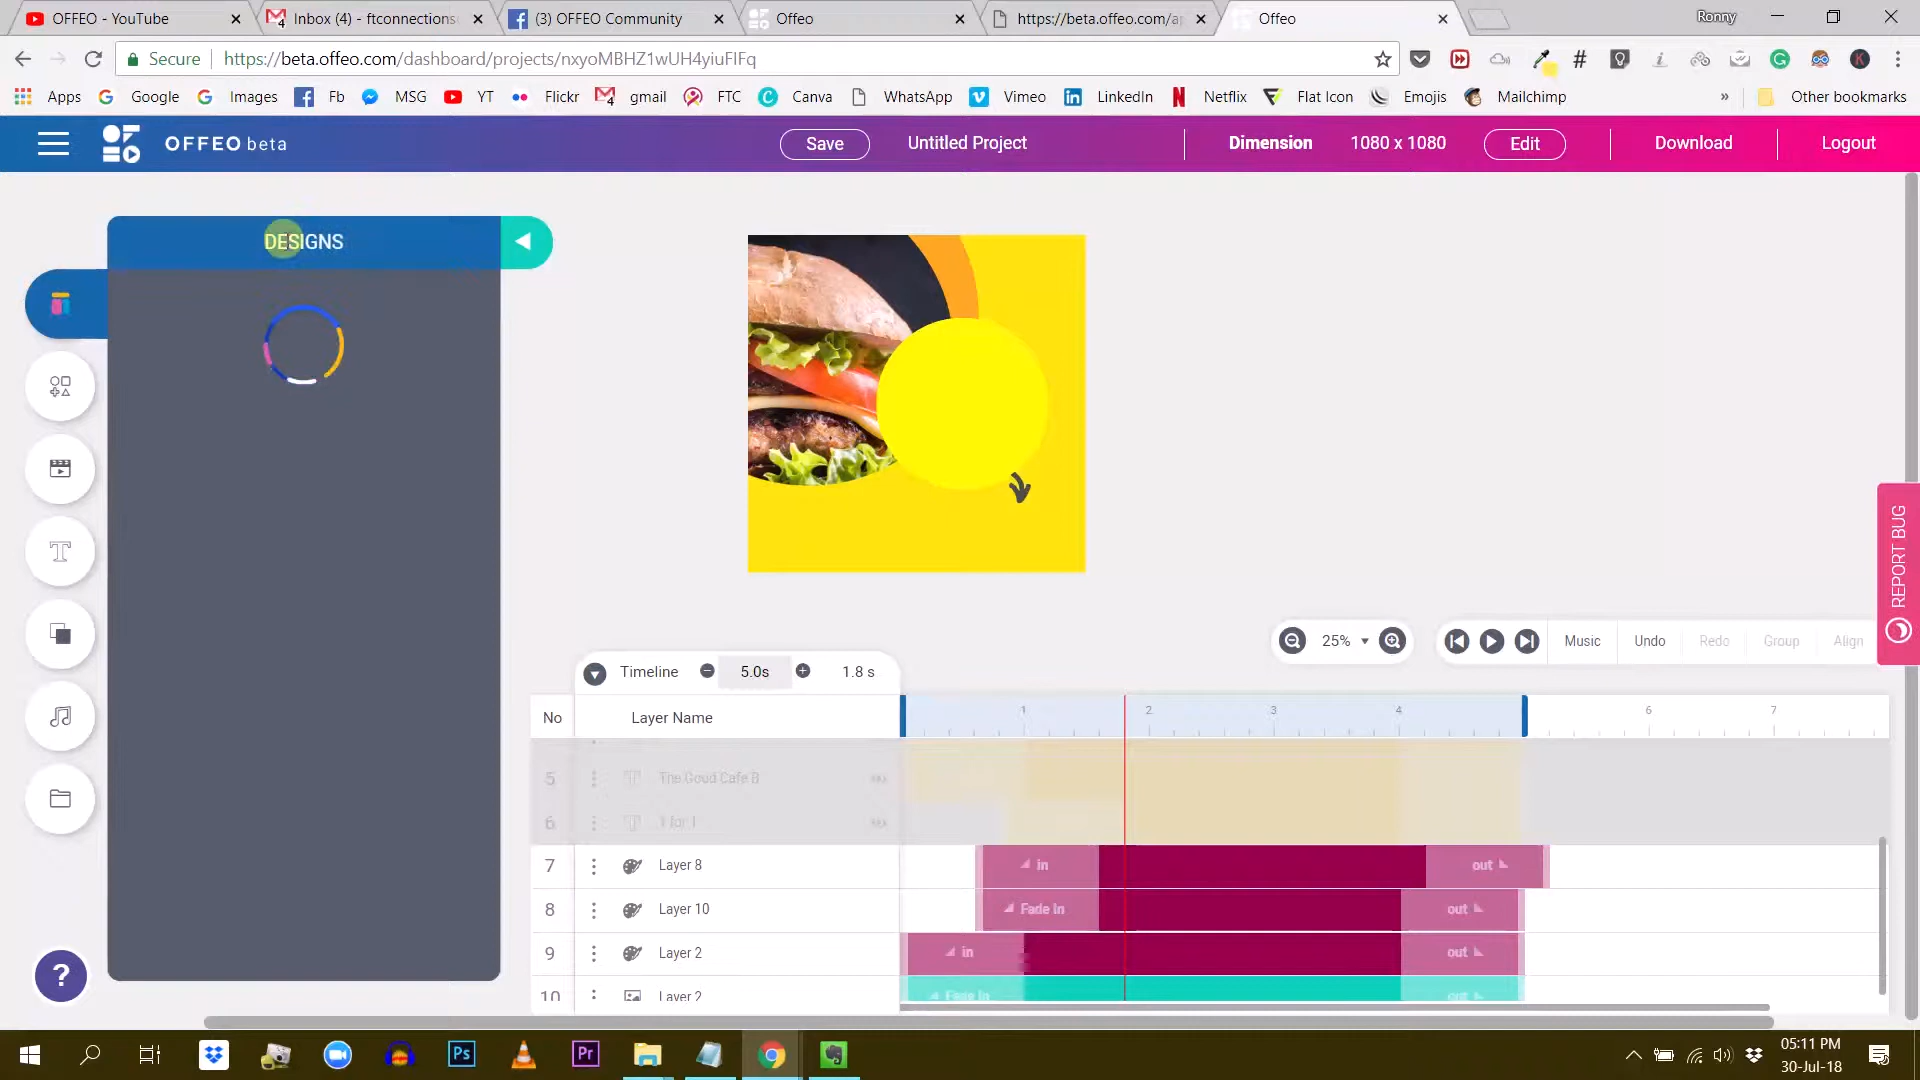 OFFEO - YouTube
Inbox (4) - ftconnections
(3) OFFEO Community
Offeo
https://beta.offeo.com/a
Offeo
Ronny
Secure
https://beta.offeo.com/dashboard/projects/nxyoMBHZ1wUH4yiuFIFq
Apps
Google
Images
Fb
MSG
YT
Flickr
gmail
FTC
Canva
WhatsApp
Vimeo
LinkedIn
Netflix
Flat Icon
Emojis
Mailchimp
»
Other bookmarks
OFFEO beta
Save
Untitled Project
Dimension
1080 x 1080
Edit
Download
Logout
DESIGNS
REPORT BUG
25%
Music
Undo
Redo
Group
Align
Timeline
5.0s
1.8 s
No
Layer Name
1
2
3
4
6
7
5
The Good Cafe B
6
1 for 1
7
Layer 8
in
out
8
Layer 10
Fade In
out
9
Layer 2
in
out
10
Layer 2
Fade In
out
?
Ps
Pr
05:11 PM
30-Jul-18